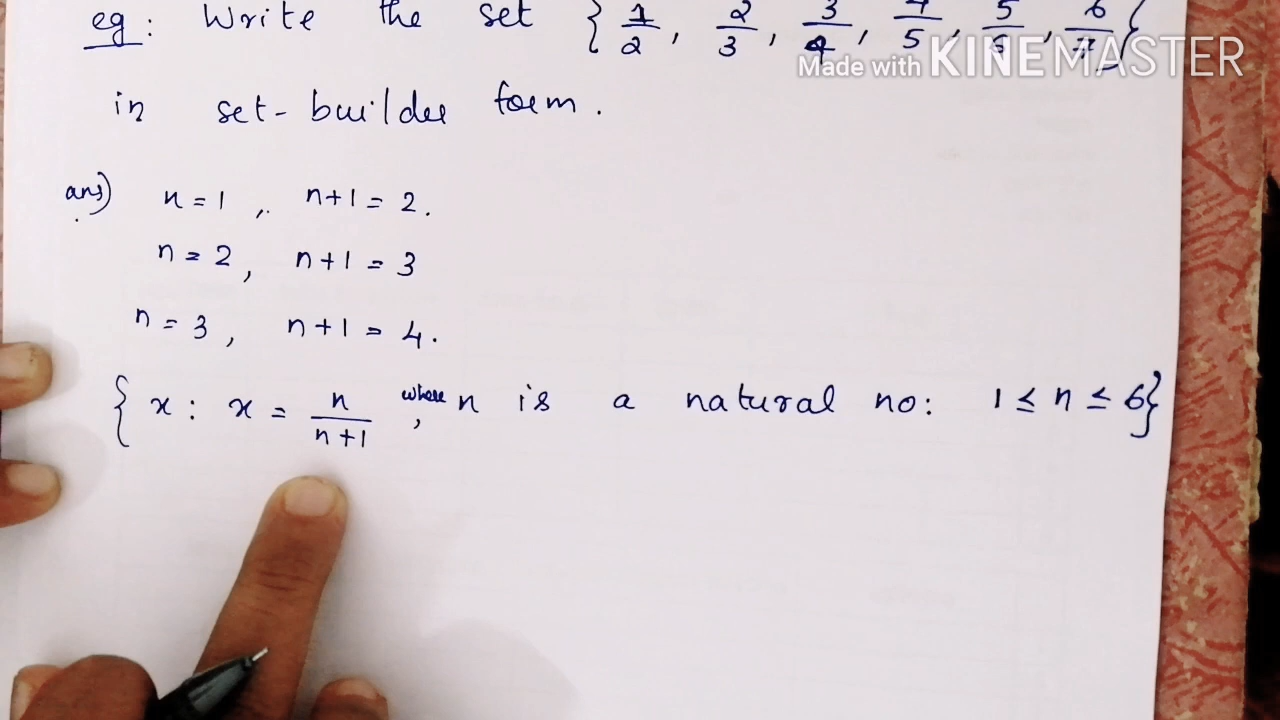 eg: Write the set { 1/2, 2/3, 3/4, 4/5, 5/6, 6/7 }
Made with KINEMASTER
in set-builder form.
ans) n = 1, n+1 = 2.
n = 2, n+1 = 3
n = 3, n+1 = 4.
{ x : x = n/n+1, where n is a natural no: 1 ≤ n ≤ 6}